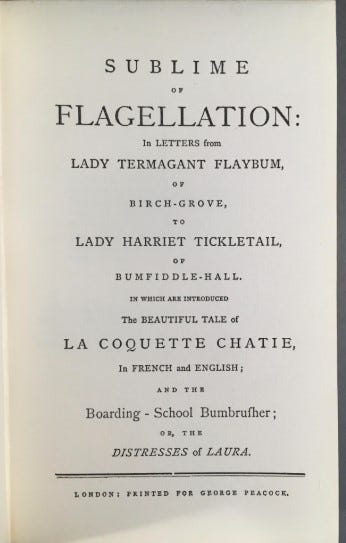 SUBLIME
OF
FLAGELLATION:
In LETTERS from
LADY TERMAGANT FLAYBUM,
OF
BIRCH-GROVE,
TO
LADY HARRIET TICKLETAIL,
OF
BUMFIDDLE-HALL.
IN WHICH ARE INTRODUCED
The BEAUTIFUL TALE of
LA COQUETTE CHATIE,
In FRENCH and ENGLISH;
AND THE
Boarding-School Bumbruſher;
OR, THE
DISTRESSES of LAURA.
LONDON: PRINTED FOR GEORGE PEACOCK.